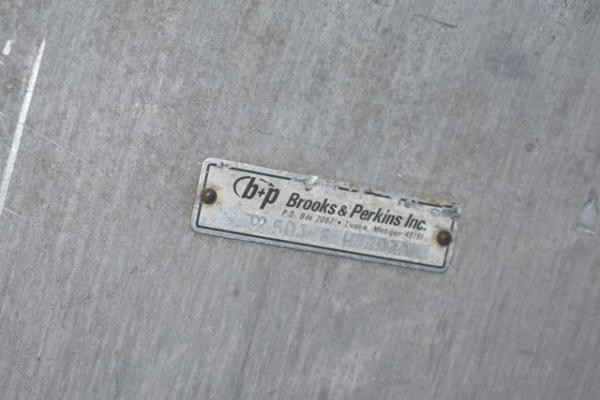 b+p Brooks & Perkins Inc.
P.O. Box 2067 • Livonia, Michigan 48151